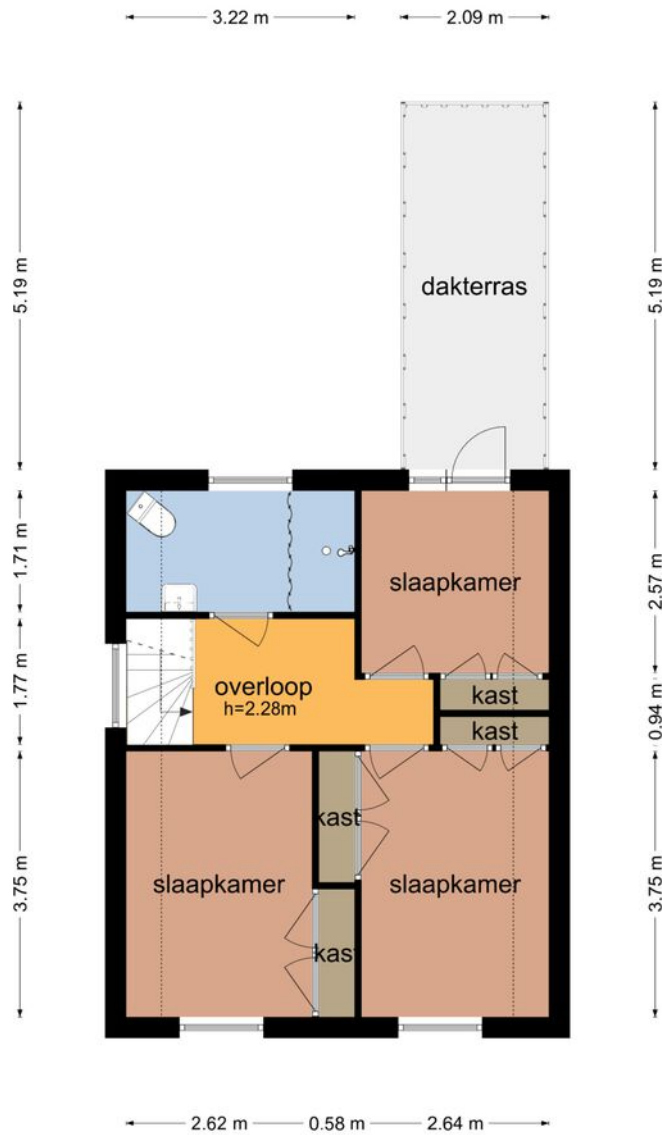 3.22 m
2.09 m
5.19 m
5.19 m
dakterras
1.71 m
2.57 m
slaapkamer
1.77 m
overloop
h=2.28m
kast
kast
0.94 m
3.75 m
3.75 m
kast
slaapkamer
slaapkamer
kast
2.62 m
0.58 m
2.64 m